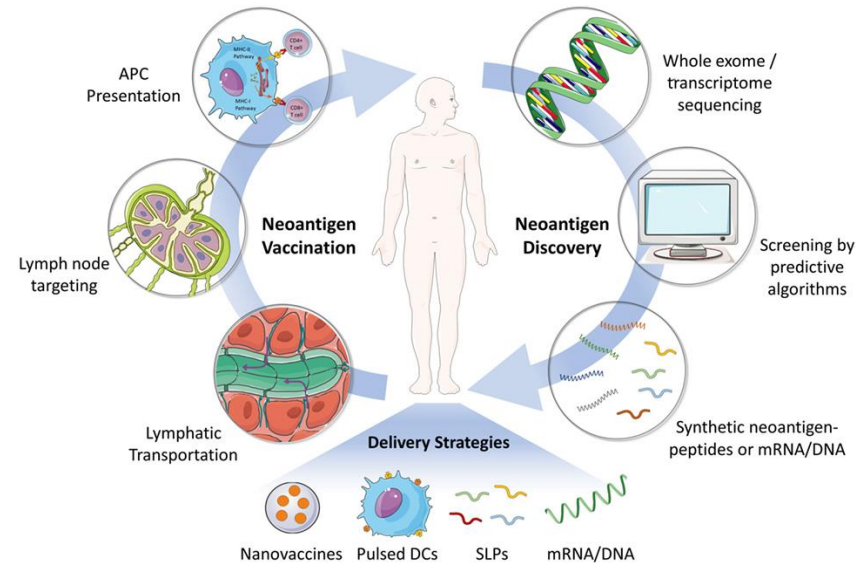 APC
Presentation
MHC-II
Pathway
MHC-I
Pathway
CD4+
T cell
CD8+
T cell
Whole exome /
transcriptome
sequencing
Neoantigen
Vaccination
Neoantigen
Discovery
Lymph node
targeting
Screening by
predictive
algorithms
Lymphatic
Transportation
Synthetic neoantigen-
peptides or mRNA/DNA
Delivery Strategies
Nanovaccines
Pulsed DCs
SLPs
mRNA/DNA